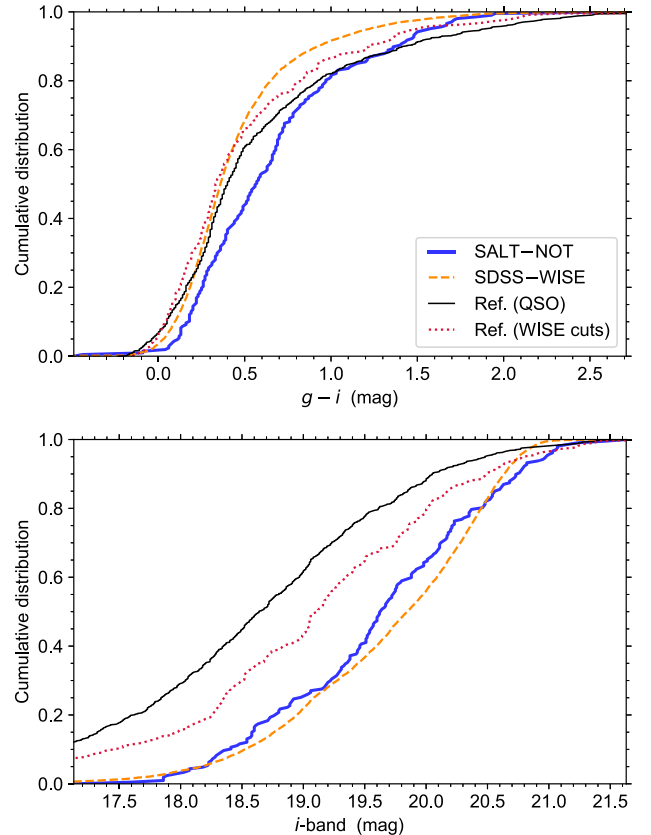 1.0
0.8
0.6
0.4
0.2
0.0
Cumulative distribution
SALT−NOT
SDSS−WISE
Ref. (QSO)
Ref. (WISE cuts)
0.0 0.5 1.0 1.5 2.0 2.5
g − i (mag)
1.0
0.8
0.6
0.4
0.2
0.0
Cumulative distribution
17.5 18.0 18.5 19.0 19.5 20.0 20.5 21.0 21.5
i-band (mag)